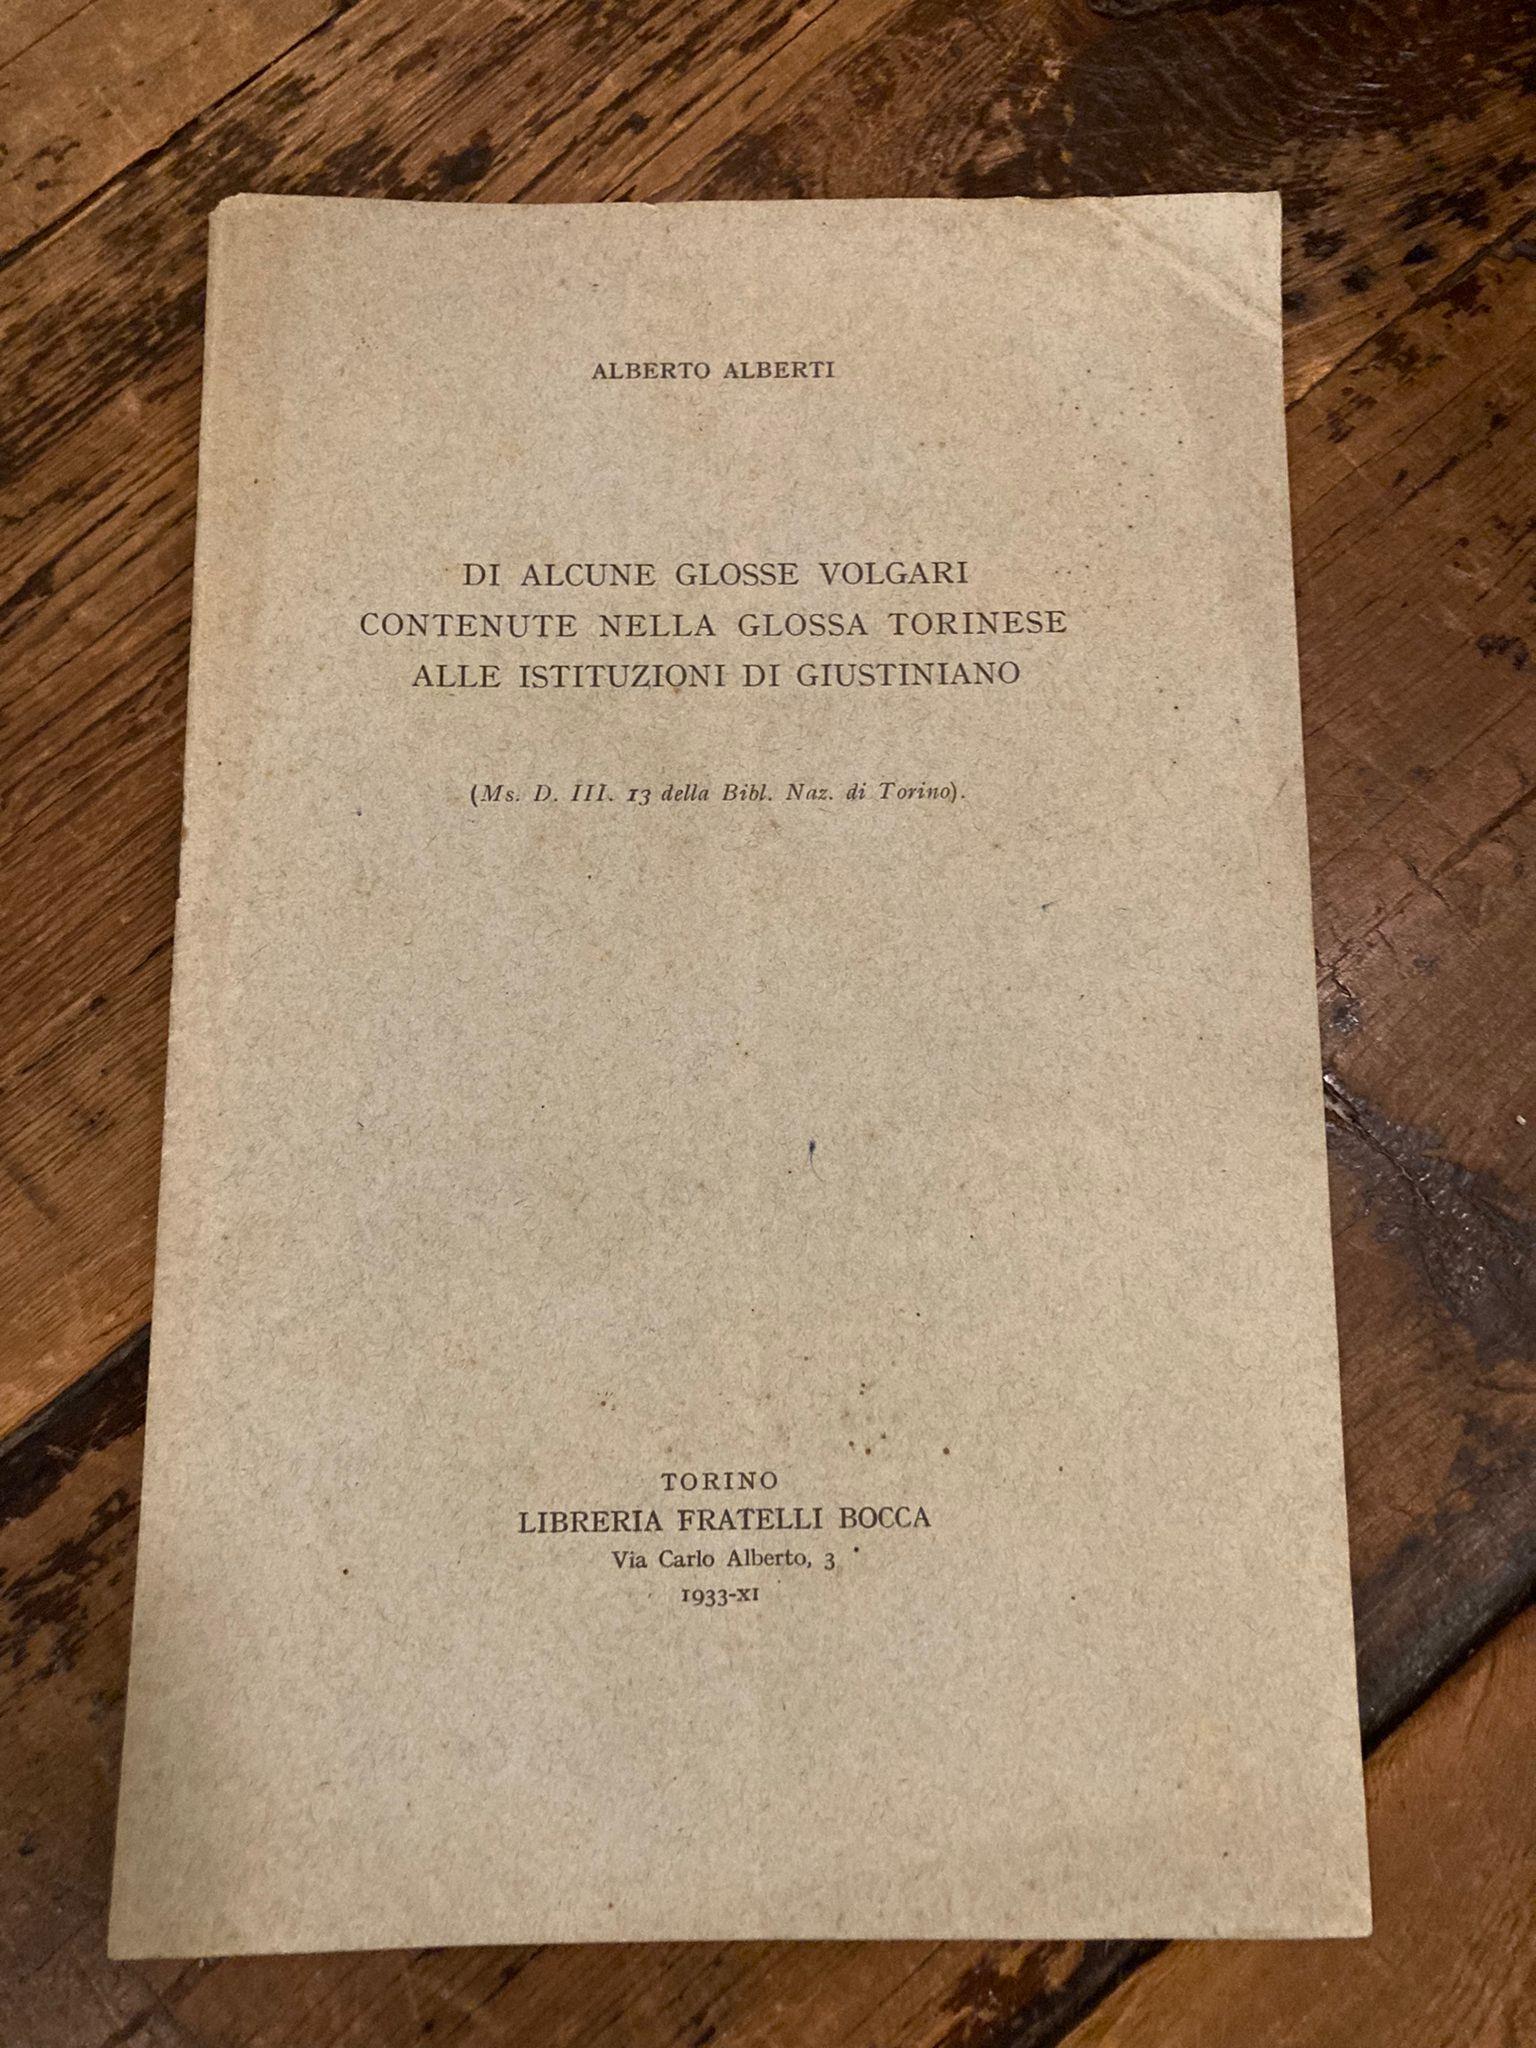 ALBERTO ALBERTI
DI ALCUNE GLOSSE VOLGARI
CONTENUTE NELLA GLOSSA TORINESE
ALLE ISTITUZIONI DI GIUSTINIANO
(Ms. D. III. 13 della Bibl. Naz. di Torino).
TORINO
LIBRERIA FRATELLI BOCCA
Via Carlo Alberto, 3
1933-XI